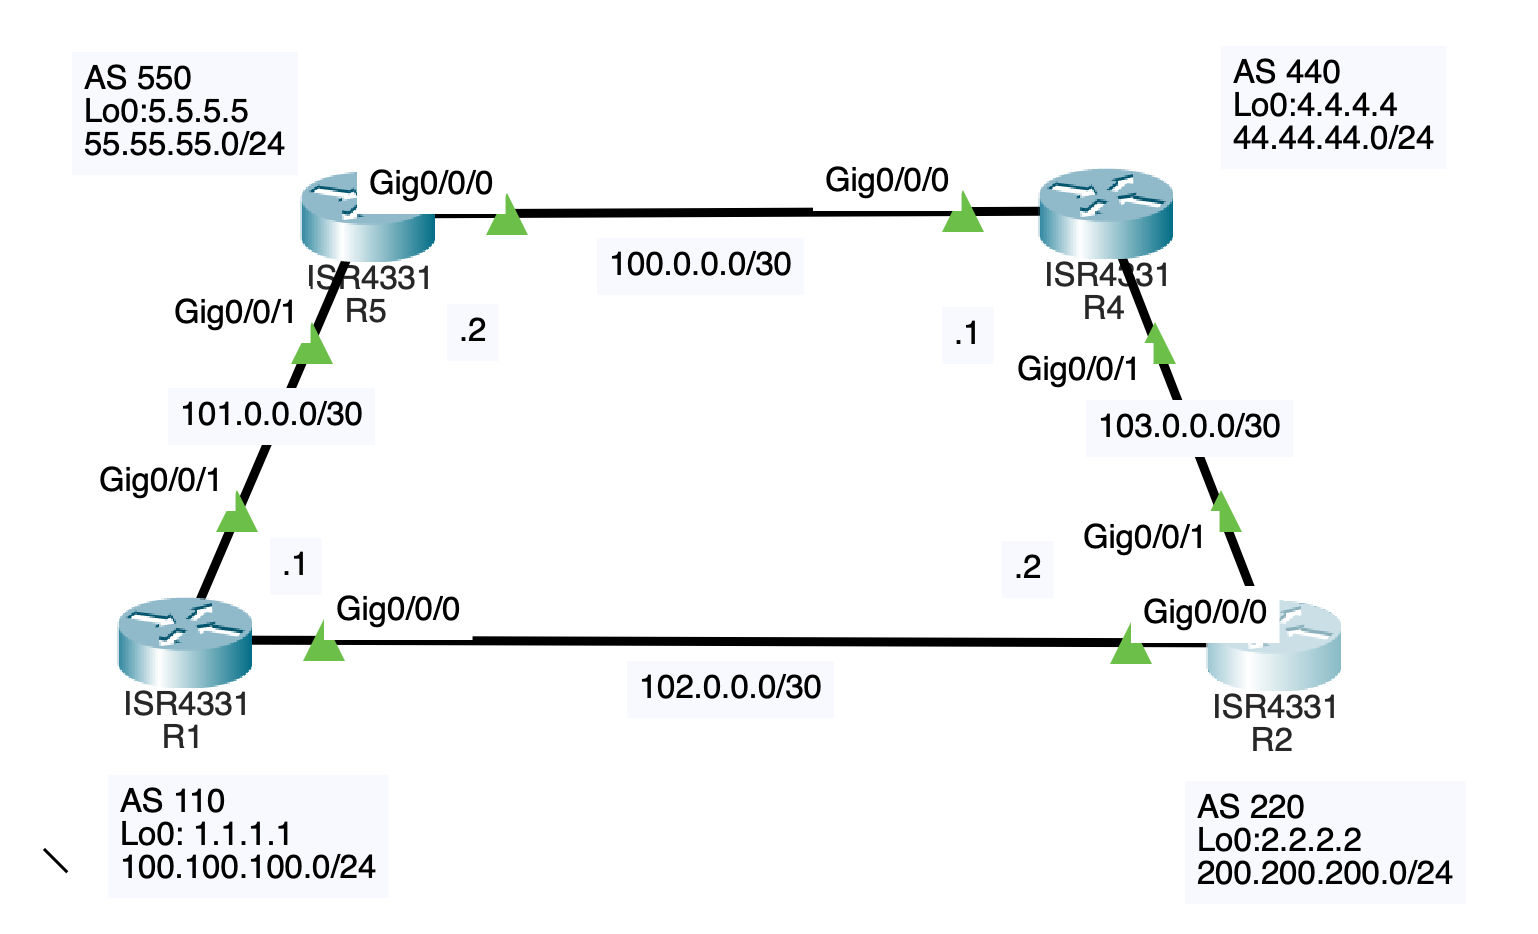 AS 550
Lo0:5.5.5.5
55.55.55.0/24
AS 440
Lo0:4.4.4.4
44.44.44.0/24
Gig0/0/0
Gig0/0/0
100.0.0.0/30
ISR4331
R5
ISR4331
R4
Gig0/0/1
.2
.1
Gig0/0/1
101.0.0.0/30
103.0.0.0/30
Gig0/0/1
Gig0/0/1
.1
.2
Gig0/0/0
Gig0/0/0
102.0.0.0/30
ISR4331
R1
ISR4331
R2
AS 110
Lo0: 1.1.1.1
100.100.100.0/24
AS 220
Lo0:2.2.2.2
200.200.200.0/24